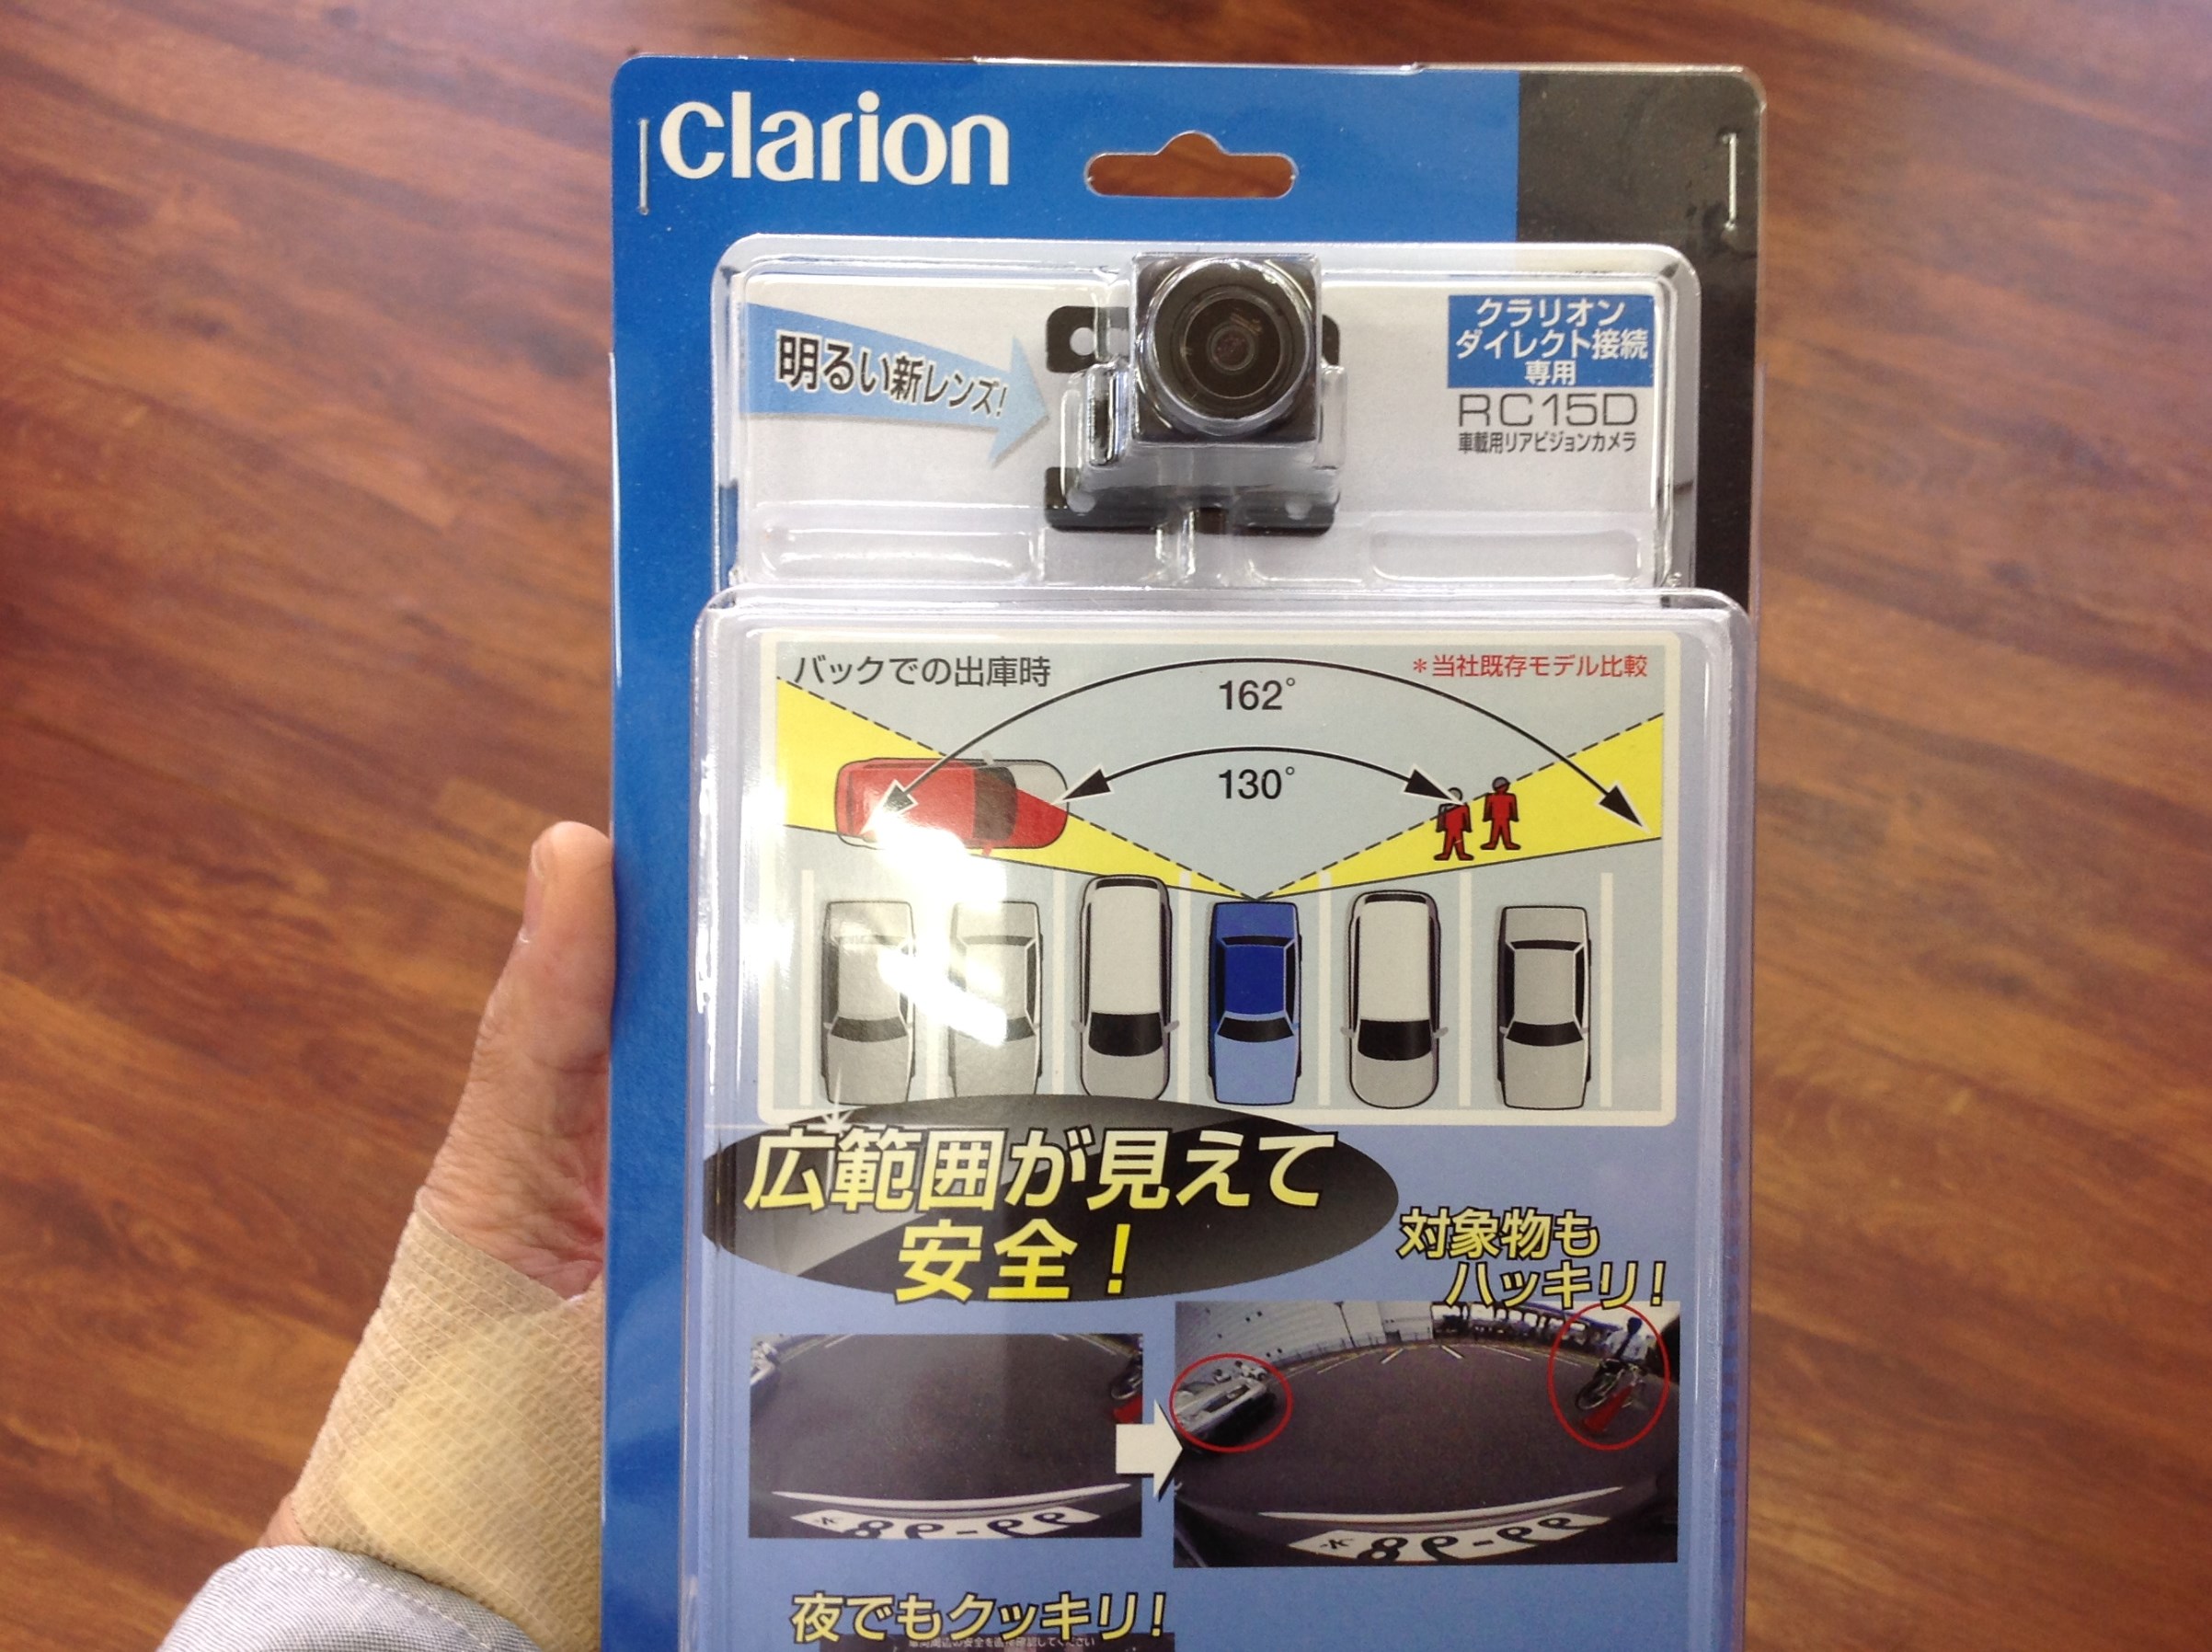 clarion
明るい新レンズ!
クラリオン
ダイレクト接続
専用
RC15D
車載用リアビジョンカメラ
バックでの出庫時
*当社既存モデル比較
162°
130°
広範囲が見えて
安全!
対象物も
ハッキリ!
夜でもクッキリ!